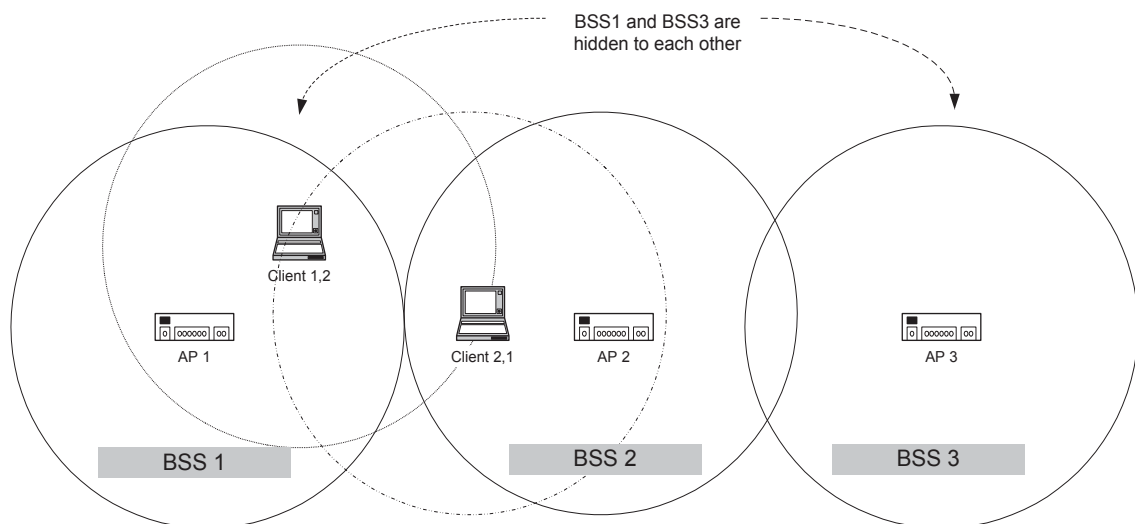 BSS1 and BSS3 are
hidden to each other
Client 1,2
Client 2,1
AP 1
AP 2
AP 3
BSS 1
BSS 2
BSS 3